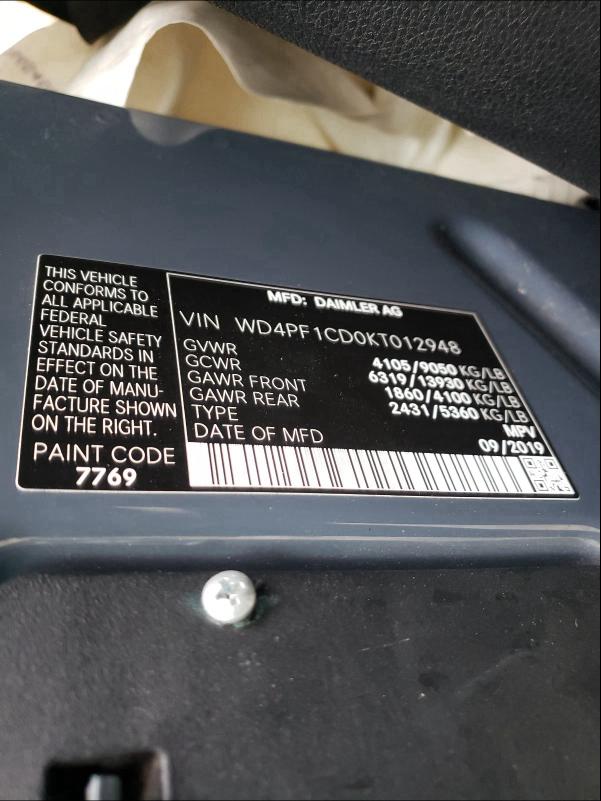 THIS VEHICLE
CONFORMS TO
ALL APPLICABLE
FEDERAL
VEHICLE SAFETY
STANDARDS IN
EFFECT ON THE
DATE OF MANU-
FACTURE SHOWN
ON THE RIGHT.
PAINT CODE
7769
MFD: DAIMLER AG
VIN WD4PF1CD0KT012948
GVWR 4105/9050 KG/LB
GCWR 6319/13930 KG/LB
GAWR FRONT 1860/4100 KG/LB
GAWR REAR 2431/5360 KG/LB
TYPE MPV
DATE OF MFD 09/2019